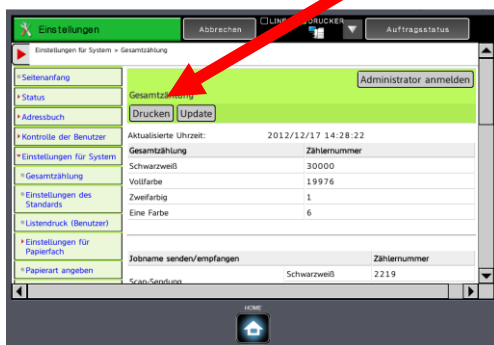 Einstellungen
Abbrechen
DRUCKER
Auftragsstatus
Einstellungen für System ▸ Gesamtzählung
Seitenanfang
Status
Adressbuch
Kontrolle der Benutzer
Einstellungen für System
Gesamtzählung
Einstellungen des
Standards
Listendruck (Benutzer)
Einstellungen für
Papierfach
Papierart angeben
Administrator anmelden
Gesamtzählung
Drucken Update
Aktualisierte Uhrzeit: 2012/12/17 14:28:22
Gesamtzählung Zählernummer
Schwarzweiß 30000
Vollfarbe 19976
Zweifarbig 1
Eine Farbe 6
Jobname senden/empfangen Zählernummer
Scan-Sendung Schwarzweiß 2219
HOME